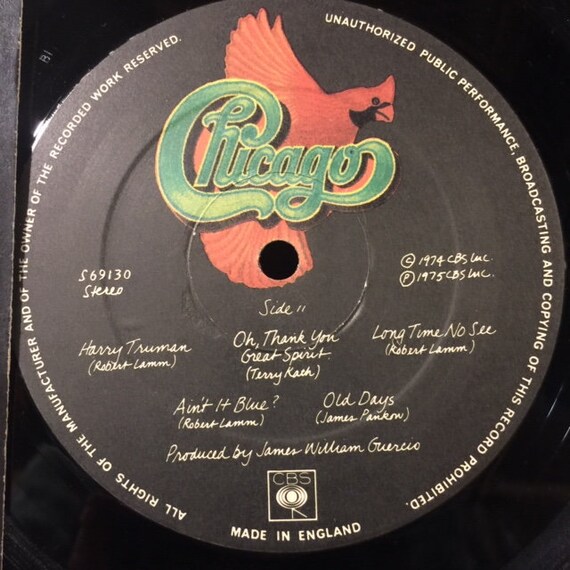 ALL RIGHTS OF THE MANUFACTURER AND OF THE OWNER OF THE RECORDED WORK RESERVED.
UNAUTHORIZED PUBLIC PERFORMANCE, BROADCASTING AND COPYING OF THIS RECORD PROHIBITED.
B1
Chicago
S 69130
Stereo
© 1974 CBS Inc.
℗ 1975 CBS Inc.
Side 11
Harry Truman
(Robert Lamm)
Oh, Thank You
Great Spirit
(Terry Kath)
Long Time No See
(Robert Lamm)
Ain't It Blue?
(Robert Lamm)
Old Days
(James Pankow)
Produced by James William Guercio
CBS
MADE IN ENGLAND